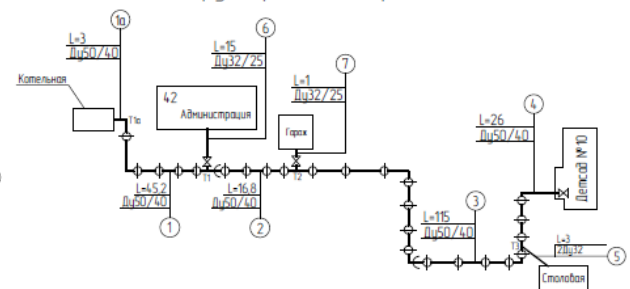 1а
L=3
Ду50/40
Котельная
Т1а
6
L=15
Ду32/25
42
Администрация
7
L=1
Ду32/25
Гараж
4
L=26
Ду50/40
Детсад №10
Т1
Т2
L=45,2
Ду50/40
1
L=16,8
Ду50/40
2
3
L=115
Ду50/40
Т3
L=3
2Ду32
5
Столовая